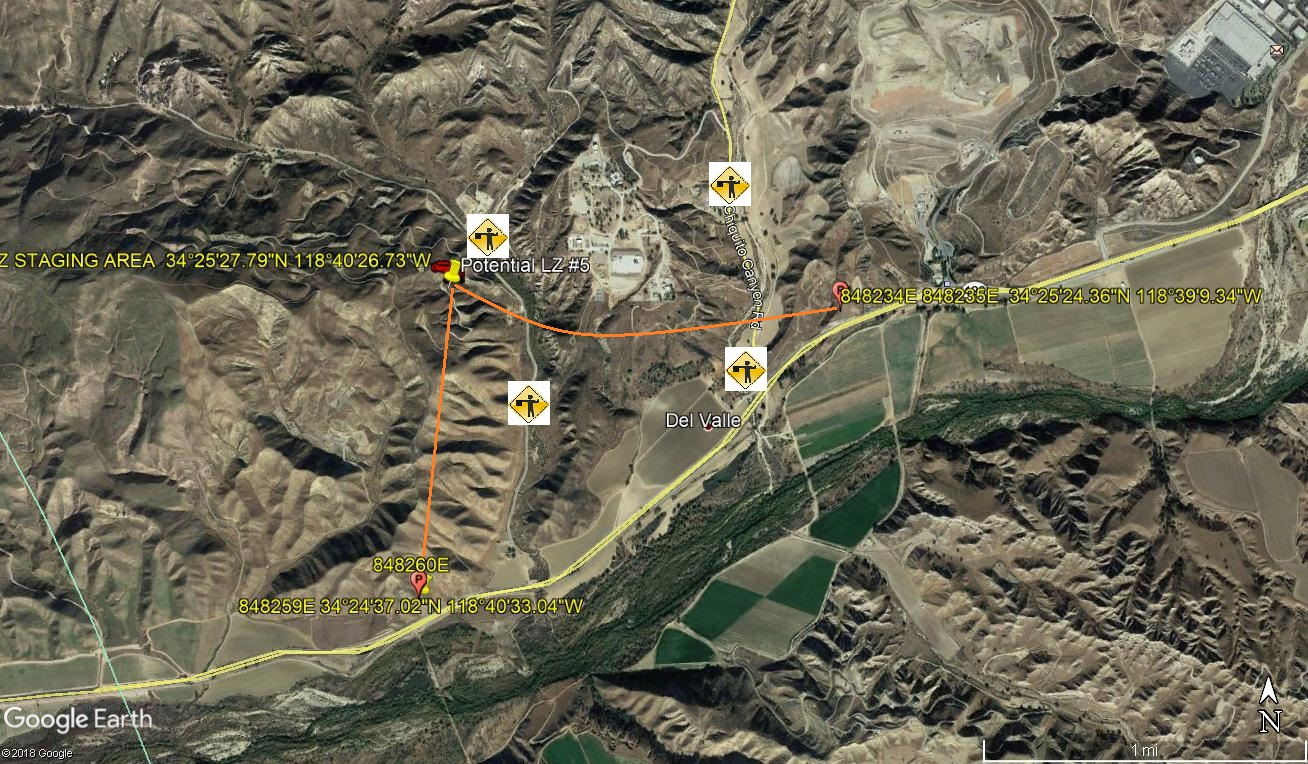 Chiquito Canyon Rd
Z STAGING AREA 34°25'27.79"N 118°40'26.73"W
Potential LZ #5
848234E 848235E 34°25'24.36"N 118°39'9.34"W
Del Valle
848260E
848259E 34°24'37.02"N 118°40'33.04"W
P
Google Earth
©2018 Google
N
1 mi